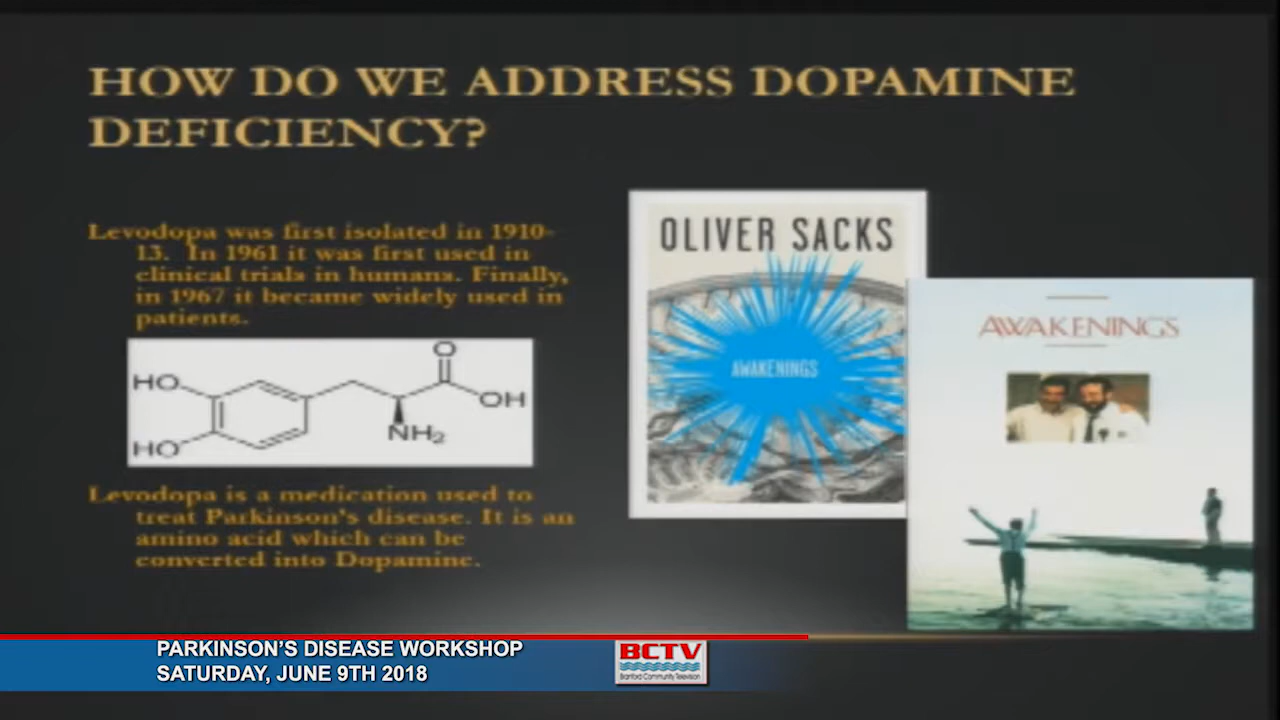 HOW DO WE ADDRESS DOPAMINE
DEFICIENCY?
Levodopa was first isolated in 1910-
13. In 1961 it was first used in
clinical trials in humans. Finally,
in 1967 it became widely used in
patients.
HO
HO
O
OH
NH2
Levodopa is a medication used to
treat Parkinson's disease. It is an
amino acid which can be
converted into Dopamine.
OLIVER SACKS
AWAKENINGS
AWAKENINGS
PARKINSON'S DISEASE WORKSHOP
SATURDAY, JUNE 9TH 2018
BCTV
Branford Community Television